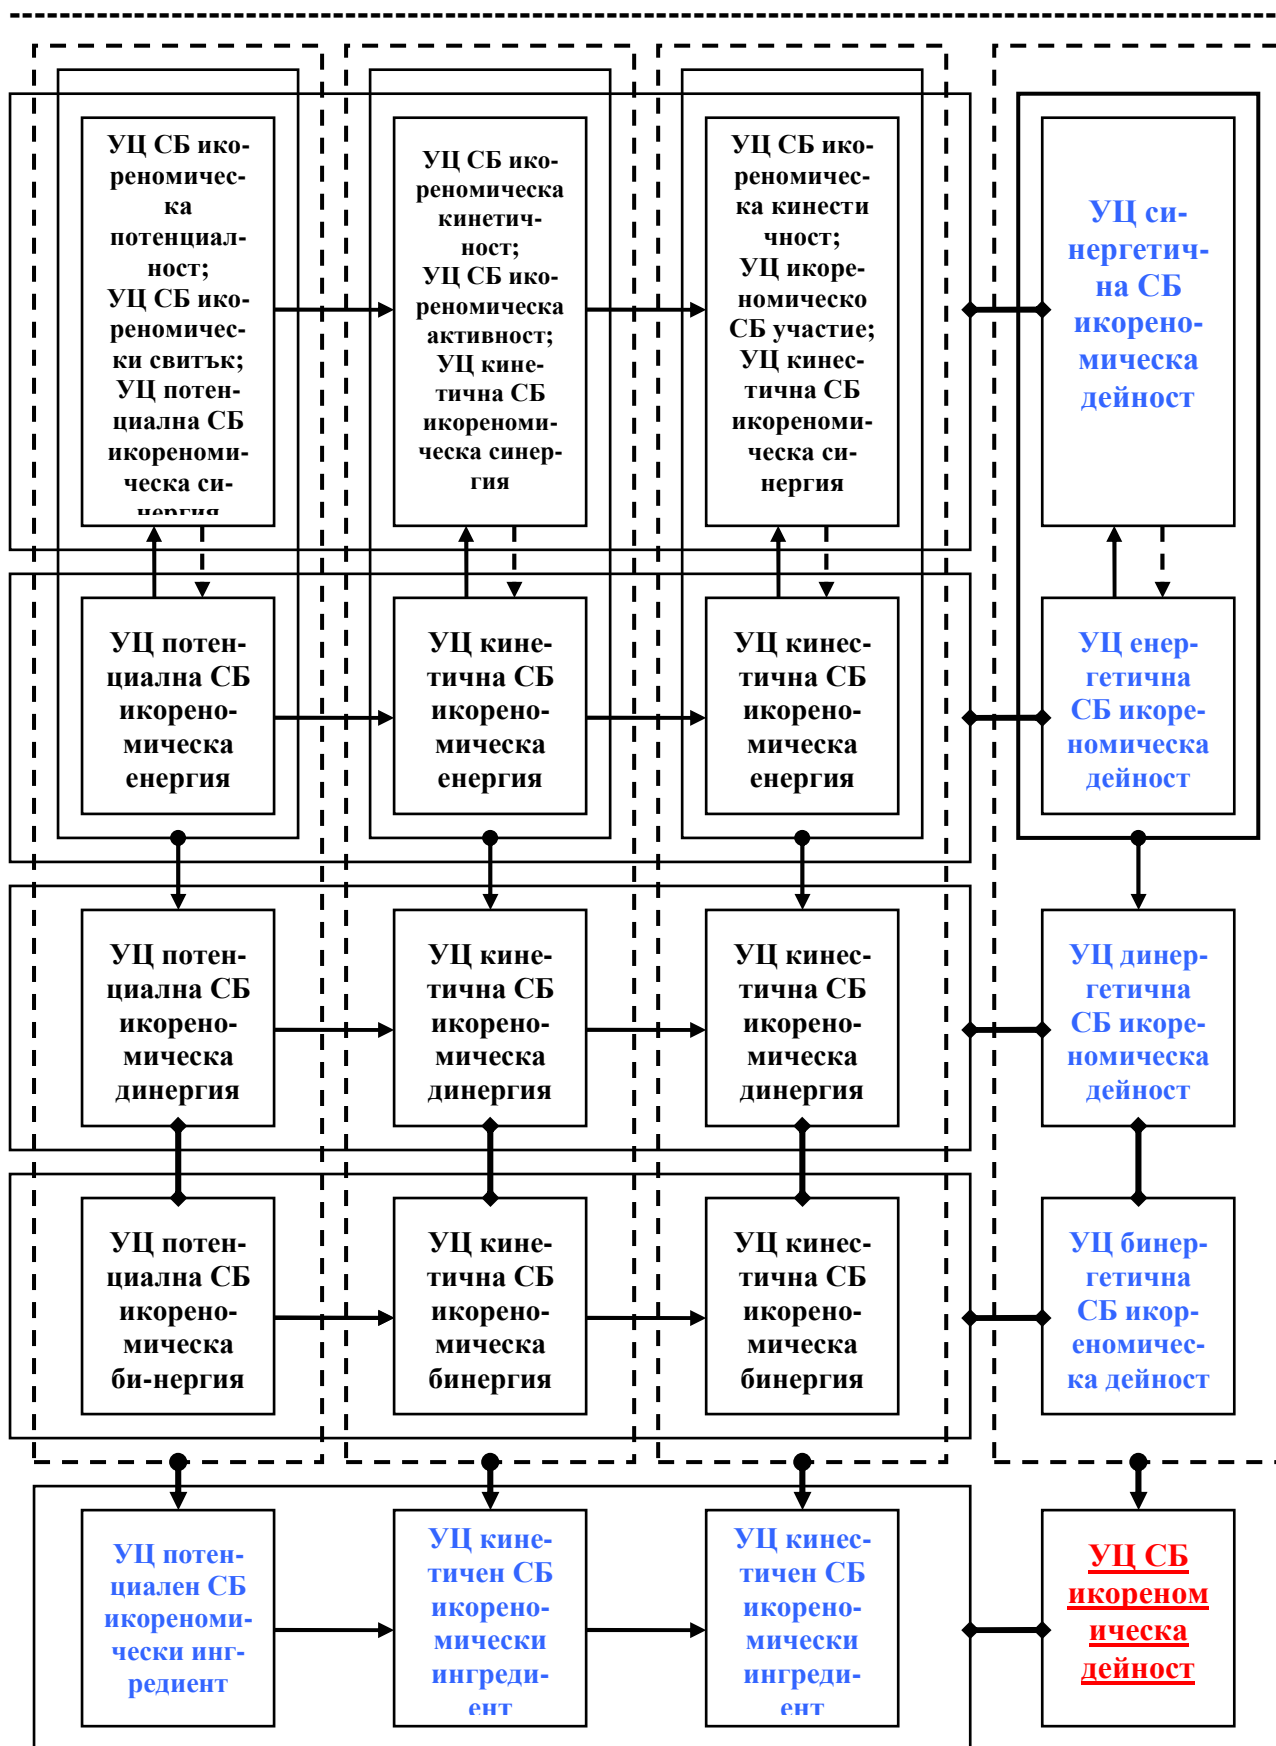 УЦ СБ ико-
реномичес-
ка
потенциал-
ност;
УЦ СБ ико-
реномичес-
ки свитък;
УЦ потен-
циална СБ
икореноми-
ческа си-
нергия
УЦ СБ ико-
реномическа
кинетич-
ност;
УЦ СБ ико-
реномическа
активност;
УЦ кине-
тична СБ
икореноми-
ческа синер-
гия
УЦ СБ ико-
реномичес-
ка кинести
чност;
УЦ икоре-
номическо
СБ участие;
УЦ кинес-
тична СБ
икореноми-
ческа си-
нергия
УЦ си-
нергетич-
на СБ
икорено-
мическа
дейност
УЦ потен-
циална СБ
икорено-
мическа
енергия
УЦ кине-
тична СБ
икорено-
мическа
енергия
УЦ кинес-
тична СБ
икорено-
мическа
енергия
УЦ енер-
гетична
СБ икоре-
номическа
дейност
УЦ потен-
циална СБ
икорено-
мическа
динергия
УЦ кине-
тична СБ
икорено-
мическа
динергия
УЦ кинес-
тична СБ
икорено-
мическа
динергия
УЦ динер-
гетична
СБ икоре-
номическа
дейност
УЦ потен-
циална СБ
икорено-
мическа
би-нергия
УЦ кине-
тична СБ
икорено-
мическа
бинергия
УЦ кинес-
тична СБ
икорено-
мическа
бинергия
УЦ бинер-
гетична
СБ икор-
еномичес-
ка дейност
УЦ потен-
циален СБ
икореноми-
чески инг-
редиент
УЦ кине-
тичен СБ
икорено-
мически
ингреди-
ент
УЦ кинес-
тичен СБ
икорено-
мически
ингреди-
ент
УЦ СБ
икореном
ическа
дейност